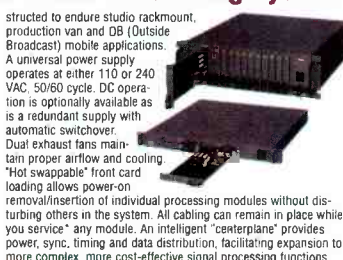 structed to endure studio rackmount,
production van and OB (Outside
Broadcast) mobile applications.
A universal power supply
operates at either 110 or 240
VAC, 50/60 cycle. DC opera-
tion is optionally available as
is a redundant supply with
automatic switchover.
Dual exhaust fans main-
tain proper airflow and cooling.
"Hot swappable" front card
loading allows power-on
removal/insertion of individual processing modules without dis-
turbing others in the system. All cabling can remain in place while
you service* any module. An intelligent "centerplane" provides
power, sync, timing and data distribution, facilitating expansion to
more complex, more cost-effective signal processing functions